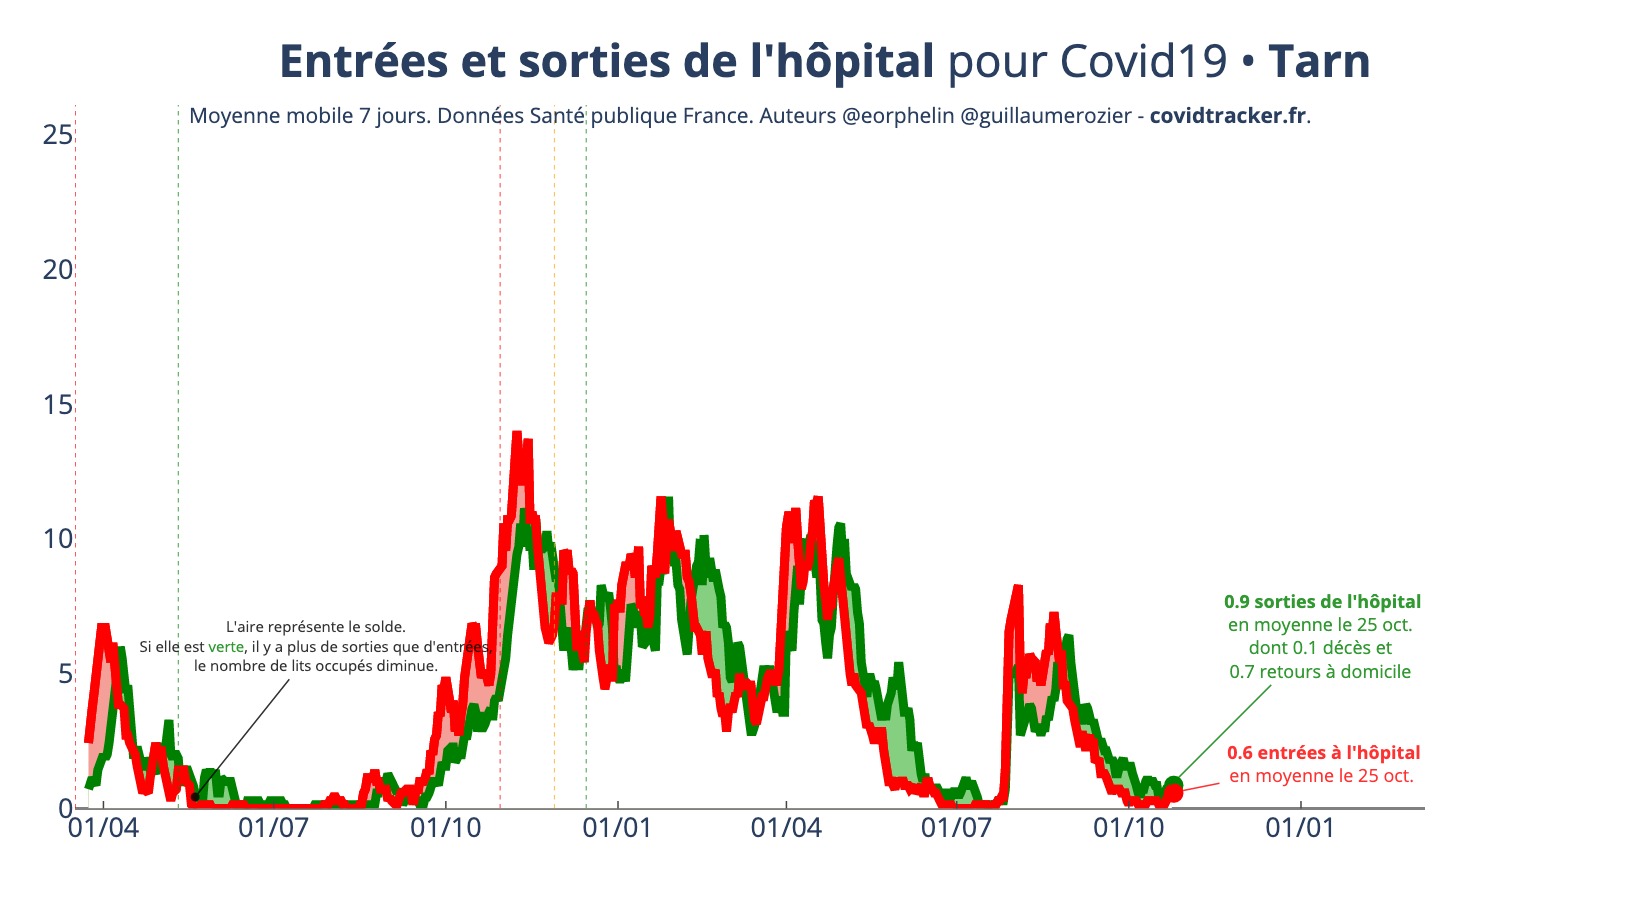 Entrées et sorties de l'hôpital pour Covid19 • Tarn
Moyenne mobile 7 jours. Données Santé publique France. Auteurs @eorphelin @guillaumerozier - covidtracker.fr.
25
20
15
10
5
0
L'aire représente le solde.
Si elle est verte, il y a plus de sorties que d'entrées,
le nombre de lits occupés diminue.
0.9 sorties de l'hôpital
en moyenne le 25 oct.
dont 0.1 décès et
0.7 retours à domicile
0.6 entrées à l'hôpital
en moyenne le 25 oct.
01/04 01/07 01/10 01/01 01/04 01/07 01/10 01/01